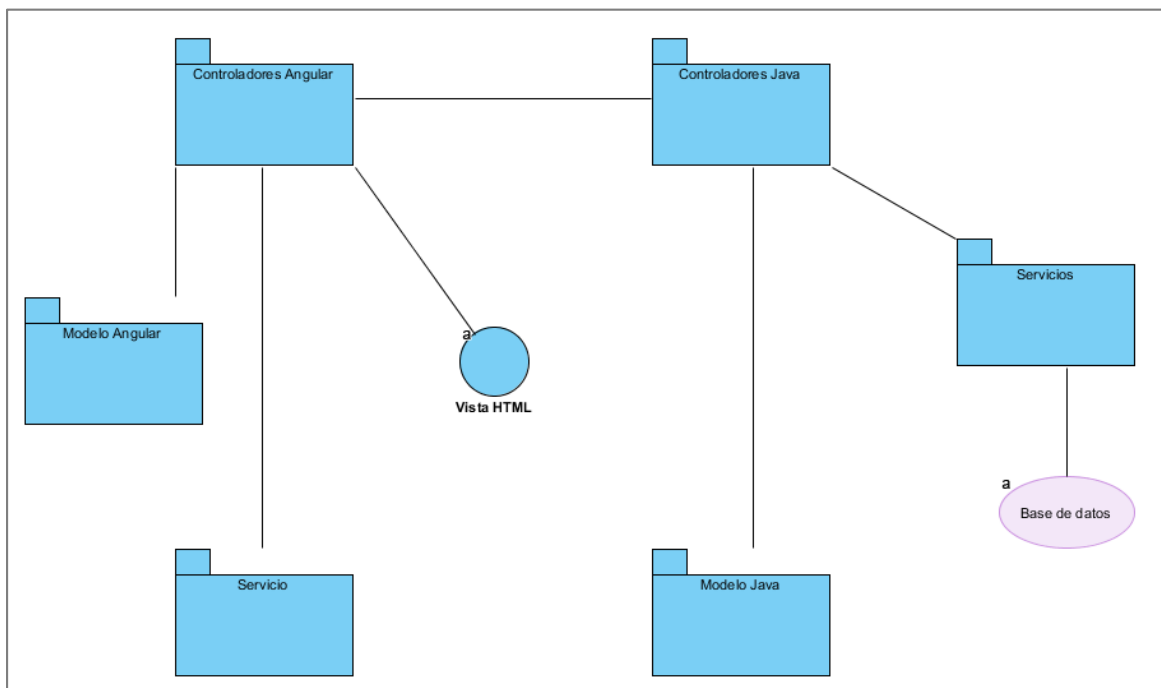 Controladores Angular
Controladores Java
Servicios
Modelo Angular
a
Vista HTML
a
Base de datos
Servicio
Modelo Java